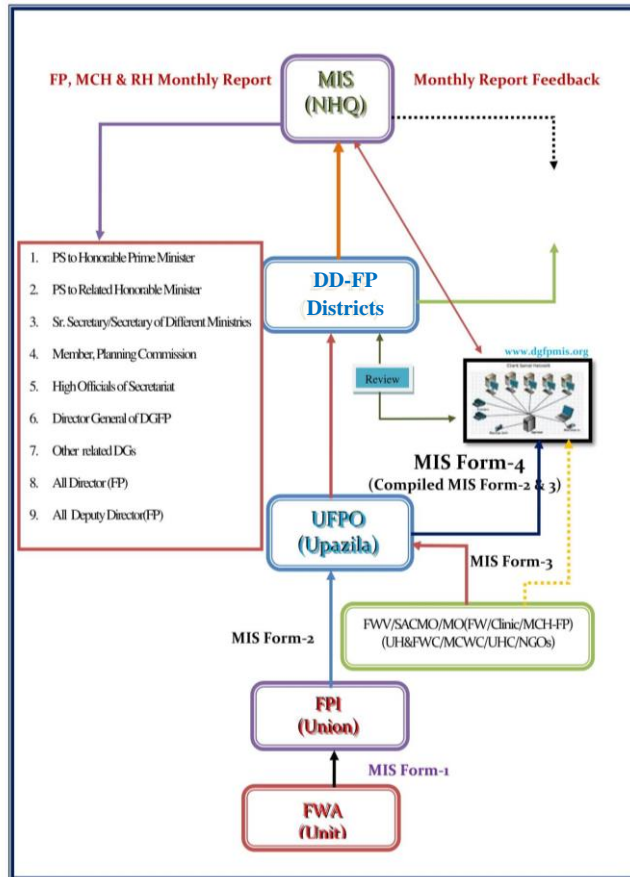 FP, MCH & RH Monthly Report
MIS
(NHQ)
Monthly Report Feedback
1. PS to Honorable Prime Minister
2. PS to Related Honorable Minister
3. Sr. Secretary/Secretary of Different Ministries
4. Member, Planning Commission
5. High Officials of Secretariat
6. Director General of DGFP
7. Other related DGs
8. All Director (FP)
9. All Deputy Director(FP)
DD-FP
Districts
www.dgfpmis.org
Review
MIS Form-4
(Compiled MIS Form-2 & 3)
UFPO
(Upazila)
MIS Form-3
FWV/SACMO/MO(FW/Clinic/MCH-FP)
(UH&FWC/MCWC/UHC/NGOs)
MIS Form-2
FPI
(Union)
MIS Form-1
FWA
(Unit)